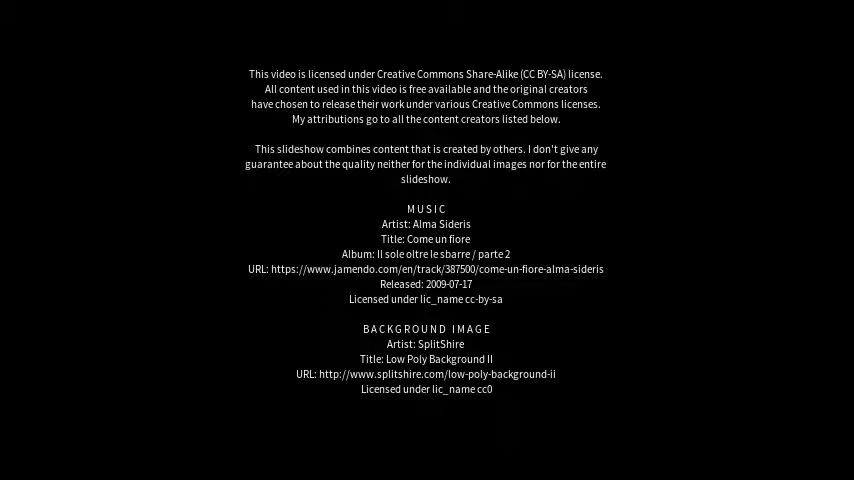 This video is licensed under Creative Commons Share-Alike (CC BY-SA) license.
All content used in this video is free available and the original creators
have chosen to release their work under various Creative Commons licenses.
My attributions go to all the content creators listed below.
This slideshow combines content that is created by others. I don't give any
guarantee about the quality neither for the individual images nor for the entire
slideshow.
MUSIC
Artist: Alma Sideris
Title: Come un fiore
Album: Il sole oltre le sbarre / parte 2
URL: https://www.jamendo.com/en/track/387500/come-un-fiore-alma-sideris
Released: 2009-07-17
Licensed under lic_name cc-by-sa
BACKGROUND IMAGE
Artist: SplitShire
Title: Low Poly Background II
URL: http://www.splitshire.com/low-poly-background-ii
Licensed under lic_name cc0